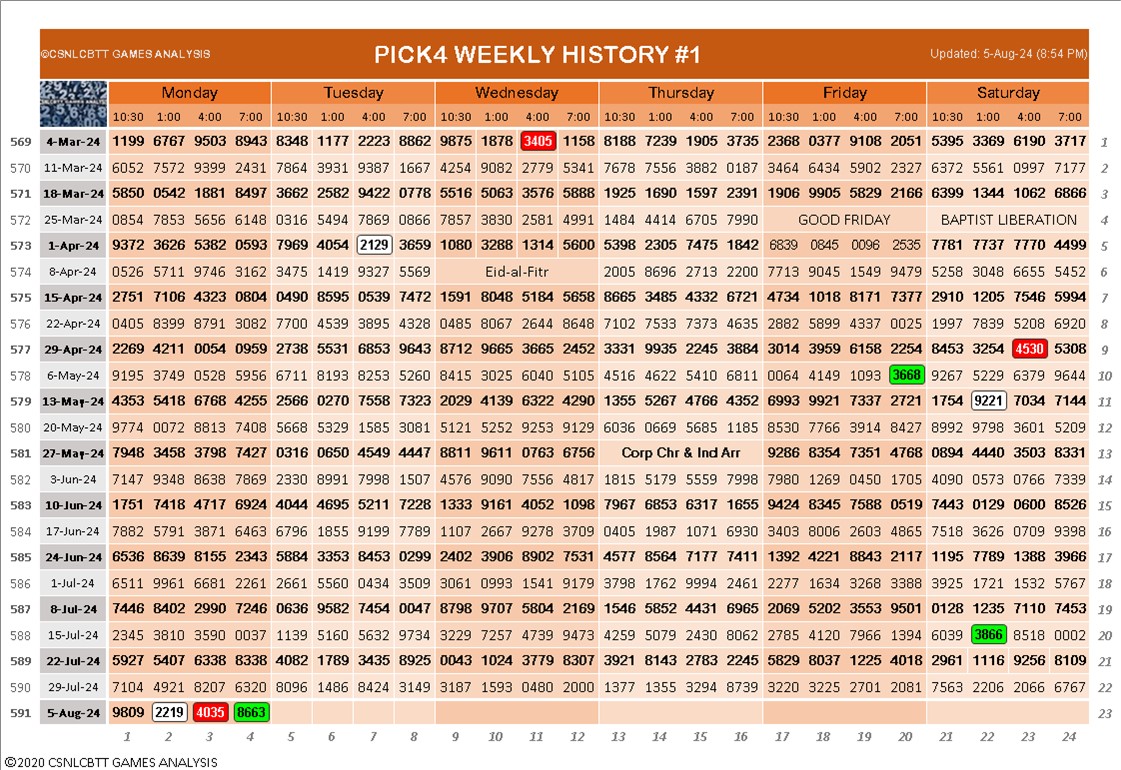 ©CSNLCBTT GAMES ANALYSIS PICK4 WEEKLY HISTORY #1 Updated: 5-Aug-24 (8:54 PM)
Monday Tuesday Wednesday Thursday Friday Saturday
10:30 1:00 4:00 7:00 10:30 1:00 4:00 7:00 10:30 1:00 4:00 7:00 10:30 1:00 4:00 7:00 10:30 1:00 4:00 7:00 10:30 1:00 4:00 7:00
569 4-Mar-24 1199 6767 9503 8943 8348 1177 2223 8862 9875 1878 3405 1158 8188 7239 1905 3735 2368 0377 9108 2051 5395 3369 6190 3717 1
570 11-Mar-24 6052 7572 9399 2431 7864 3931 9387 1667 4254 9082 2779 5341 7678 7556 3882 0187 3464 6434 5902 2327 6372 5561 0997 7177 2
571 18-Mar-24 5850 0542 1881 8497 3662 2582 9422 0778 5516 5063 3576 5888 1925 1690 1597 2391 1906 9905 5829 2166 6399 1344 1062 6866 3
572 25-Mar-24 0854 7853 5656 6148 0316 5494 7869 0866 7857 3830 2581 4991 1484 4414 6705 7990 GOOD FRIDAY BAPTIST LIBERATION 4
573 1-Apr-24 9372 3626 5382 0593 7969 4054 2129 3659 1080 3288 1314 5600 5398 2305 7475 1842 6839 0845 0096 2535 7781 7737 7770 4499 5
574 8-Apr-24 0526 5711 9746 3162 3475 1419 9327 5569 Eid-al-Fitr 2005 8696 2713 2200 7713 9045 1549 9479 5258 3048 6655 5452 6
575 15-Apr-24 2751 7106 4323 0804 0490 8595 0539 7472 1591 8048 5184 5658 8665 3485 4332 6721 4734 1018 8171 7377 2910 1205 7546 5994 7
576 22-Apr-24 0405 8399 8791 3082 7700 4539 3895 4328 0485 8067 2644 8648 7102 7533 7373 4635 2882 5899 4337 0025 1997 7839 5208 6920 8
577 29-Apr-24 2269 4211 0054 0959 2738 5531 6853 9643 8712 9665 3665 2452 3331 9935 2245 3884 3014 3959 6158 2254 8453 3254 4530 5308 9
578 6-May-24 9195 3749 0528 5956 6711 8193 8253 5260 8415 3025 6040 5105 4516 4622 5410 6811 0064 4149 1093 3668 9267 5229 6379 9644 10
579 13-May-24 4353 5418 6768 4255 2566 0270 7558 7323 2029 4139 6322 4290 1355 5267 4766 4352 6993 9921 7337 2721 1754 9221 7034 7144 11
580 20-May-24 9774 0072 8813 7408 5668 5329 1585 3081 5121 5252 9253 9129 6036 0669 5685 1185 8530 7766 3914 8427 8992 9798 3601 5209 12
581 27-May-24 7948 3458 3798 7427 0316 0650 4549 4447 8811 9611 0763 6756 Corp Chr & Ind Arr 9286 8354 7351 4768 0894 4440 3503 8331 13
582 3-Jun-24 7147 9348 8638 7869 2330 8991 7998 1507 4576 9090 7556 4817 1815 5179 5559 7998 7980 1269 0450 1705 4090 0573 0766 7339 14
583 10-Jun-24 1751 7418 4717 6924 4044 4695 5211 7228 1333 9161 4052 1098 7967 6853 6317 1655 9424 8345 7588 0519 7443 0129 0600 8526 15
584 17-Jun-24 7882 5791 3871 6463 6796 1855 9199 7789 1107 2667 9278 3709 0405 1987 1071 6930 3403 8006 2603 4865 7518 3626 0709 9398 16
585 24-Jun-24 6536 8639 8155 2343 5884 3353 8453 0299 2402 3906 8902 7531 4577 8564 7177 7411 1392 4221 8843 2117 1195 7789 1388 3966 17
586 1-Jul-24 6511 9961 6681 2261 2661 5560 0434 3509 3061 0993 1541 9179 3798 1762 9994 2461 2277 1634 3268 3388 3925 1721 1532 5767 18
587 8-Jul-24 7446 8402 2990 7246 0636 9582 7454 0047 8798 9707 5804 2169 1546 5852 4431 6965 2069 5202 3553 9501 0128 1235 7110 7453 19
588 15-Jul-24 2345 3810 3590 0037 1139 5160 5632 9734 3229 7257 4739 9473 4259 5079 2430 8062 2785 4120 7966 1394 6039 3866 8518 0002 20
589 22-Jul-24 5927 5407 6338 8338 4082 1789 3435 8925 0043 1024 3779 8307 3921 8143 2783 2245 5829 8037 1225 4018 2961 1116 9256 8109 21
590 29-Jul-24 7104 4921 8207 6320 8096 1486 8424 3149 3187 1593 0480 2000 1377 1355 3294 8739 3220 3225 2701 2081 7563 2206 2066 6767 22
591 5-Aug-24 9809 2219 4035 8663 23
1 2 3 4 5 6 7 8 9 10 11 12 13 14 15 16 17 18 19 20 21 22 23 24
©2020 CSNLCBTT GAMES ANALYSIS